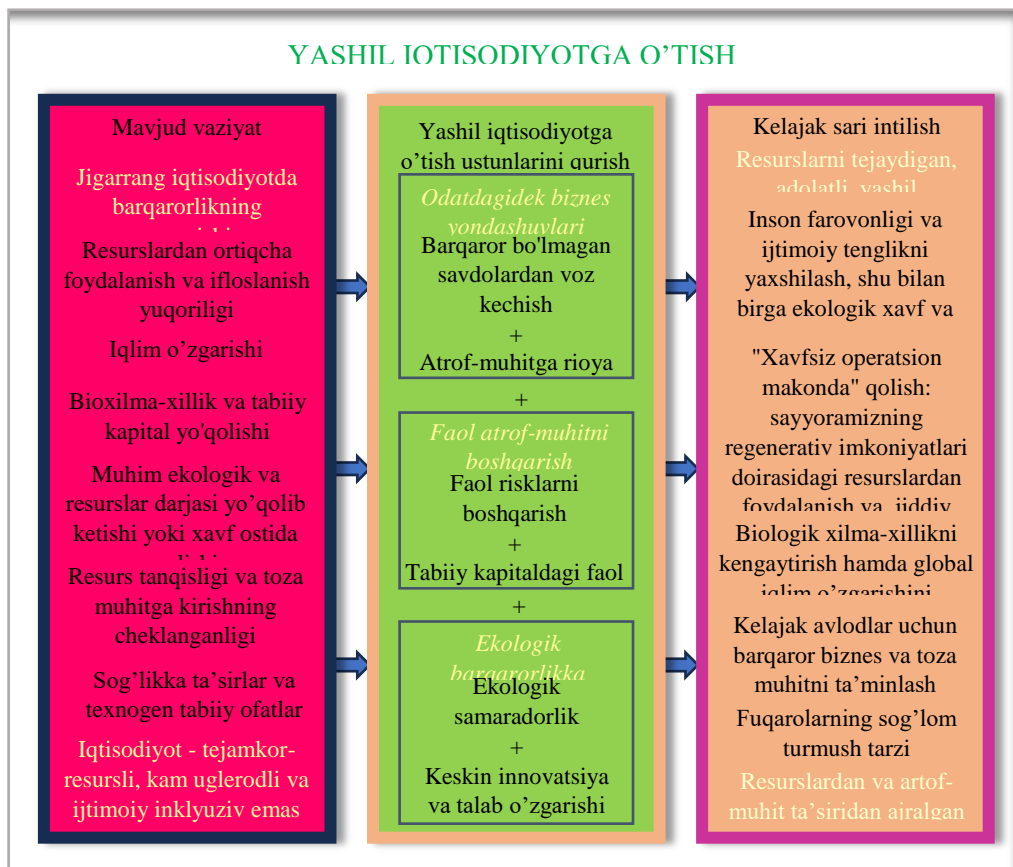 YASHIL IQTISODIYOTGA O’TISH
Mavjud vaziyat
Jigarrang iqtisodiyotda
barqarorlikning
Resurslardan ortiqcha
foydalanish va ifloslanish
yuqoriligi
Iqlim o’zgarishi
Bioxilma-xillik va tabiiy
kapital yo'qolishi
Muhim ekologik va
resurslar darjasi yo’qolib
ketishi yoki xavf ostida
Resurs tanqisligi va toza
muhitga kirishning
cheklanganligi
Sog’likka ta’sirlar va
texnogen tabiiy ofatlar
Iqtisodiyot - tejamkor-
resursli, kam uglerodli va
ijtimoiy inklyuziv emas
Yashil iqtisodiyotga
o’tish ustunlarini qurish
Odatdagidek biznes
yondashuvlari
Barqaror bo'lmagan
savdolardan voz
kechish
+
Atrof-muhitga rioya
+
Faol atrof-muhitni
boshqarish
Faol risklarni
boshqarish
+
Tabiiy kapitaldagi faol
+
Ekologik
barqarorlikka
Ekologik
samaradorlik
+
Keskin innovatsiya
va talab o’zgarishi
Kelajak sari intilish
Resurslarni tejaydigan,
adolatli, yashil
Inson farovonligi va
ijtimoiy tenglikni
yaxshilash, shu bilan
birga ekologik xavf va
"Xavfsiz operatsion
makonda" qolish:
sayyoramizning
regenerativ imkoniyatlari
doirasidagi resurslardan
foydalanish va jiddiy
Biologik xilma-xillikni
kengaytirish hamda global
iqlim o’zgarishini
Kelajak avlodlar uchun
barqaror biznes va toza
muhitni ta’minlash
Fuqarolarning sog’lom
turmush tarzi
Resurslardan va artof-
muhit ta’siridan ajralgan